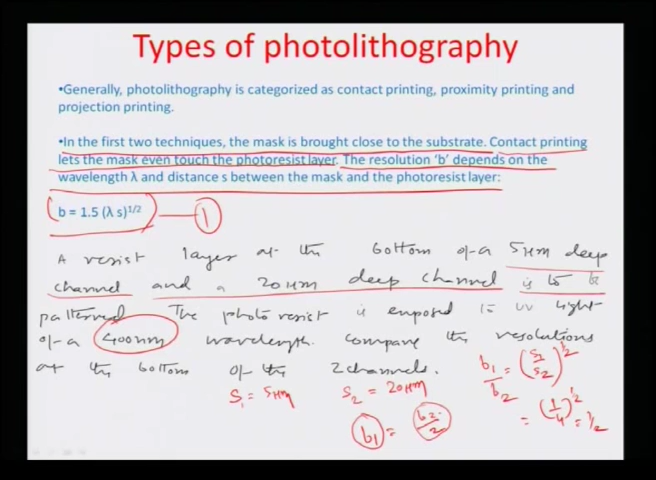 Types of photolithography
•Generally, photolithography is categorized as contact printing, proximity printing and
projection printing.
•In the first two techniques, the mask is brought close to the substrate. Contact printing
lets the mask even touch the photoresist layer. The resolution 'b' depends on the
wavelength λ and distance s between the mask and the photoresist layer:
b = 1.5 (λ s)1/2 — 1
A resist layer at the bottom of a 5μm deep
channel and a 20μm deep channel is to be
patterned. The photoresist is exposed to UV light
of a 400nm wavelength. Compare the resolutions
at the bottom of the 2 channels.
S1 = 5μm S2 = 20μm
b1/b2 = (S1/S2)1/2
= (1/4)1/2 = 1/2
b1 = b2/2